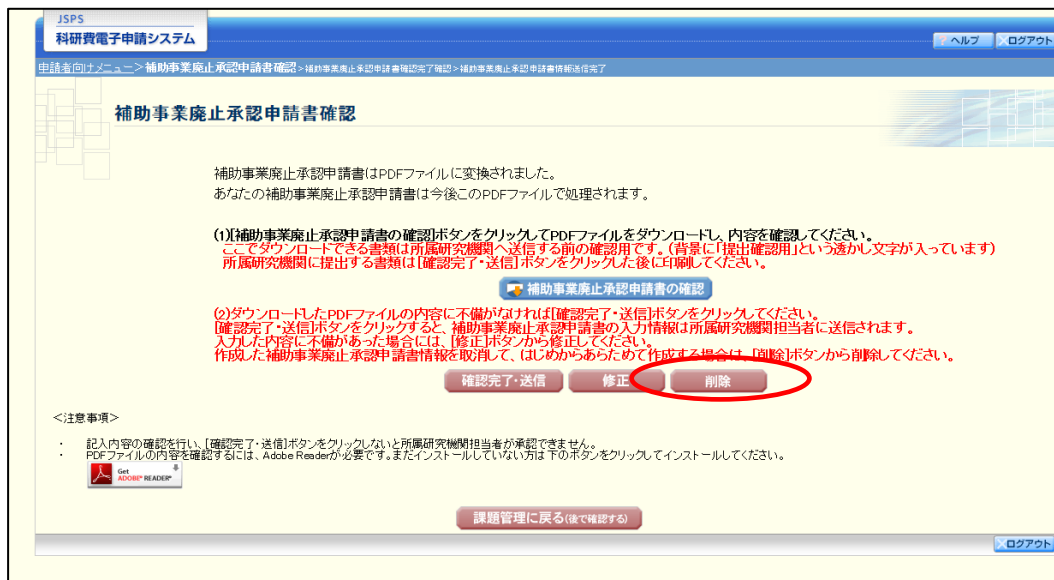 JSPS
科研費電子申請システム
ヘルプ
ログアウト
申請者向けメニュー>補助事業廃止承認申請書確認>補助事業廃止承認申請書確認完了確認>補助事業廃止承認申請書情報送信完了
補助事業廃止承認申請書確認
補助事業廃止承認申請書はPDFファイルに変換されました。
あなたの補助事業廃止承認申請書は今後このPDFファイルで処理されます。
(1)[補助事業廃止承認申請書の確認]ボタンをクリックしてPDFファイルをダウンロードし、内容を確認してください。
ここでダウンロードできる書類は所属研究機関へ送信する前の確認用です。(背景に「提出確認用」という透かし文字が入っています)
所属研究機関に提出する書類は[確認完了・送信]ボタンをクリックした後に印刷してください。
補助事業廃止承認申請書の確認
(2)ダウンロードしたPDFファイルの内容に不備がなければ[確認完了・送信]ボタンをクリックしてください。
[確認完了・送信]ボタンをクリックすると、補助事業廃止承認申請書の入力情報は所属研究機関担当者に送信されます。
入力した内容に不備があった場合には、[修正]ボタンから修正してください。
作成した補助事業廃止承認申請書情報を取消して、はじめからあらためて作成する場合は、[削除]ボタンから削除してください。
確認完了・送信
修正
削除
<注意事項>
・ 記入内容の確認を行い、[確認完了・送信]ボタンをクリックしないと所属研究機関担当者が承認できません。
・ PDFファイルの内容を確認するには、Adobe Readerが必要です。まだインストールしていない方は下のボタンをクリックしてインストールしてください。
Get
ADOBE® READER®
課題管理に戻る(後で確認する)
ログアウト